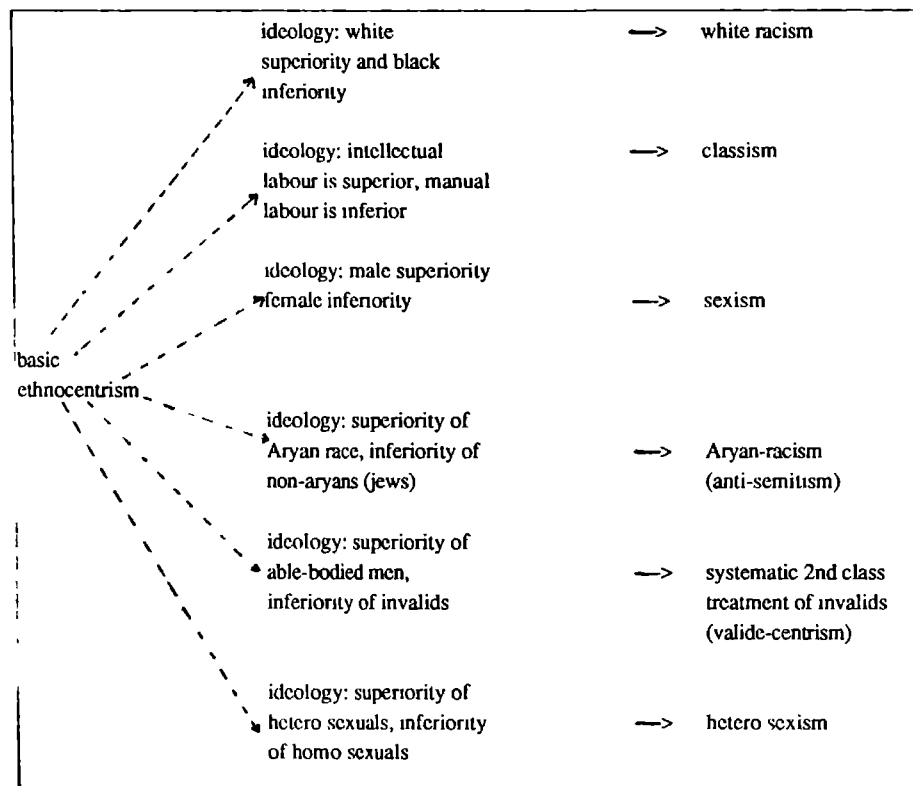 ideology: white —> white racism
superiority and black
inferiority
ideology: intellectual —> classism
labour is superior, manual
labour is inferior
ideology: male superiority
female inferiority —> sexism
basic
ethnocentrism
ideology: superiority of
Aryan race, inferiority of —> Aryan-racism
non-aryans (jews) (anti-semitism)
ideology: superiority of
able-bodied men, —> systematic 2nd class
inferiority of invalids treatment of invalids
(valide-centrism)
ideology: superiority of
hetero sexuals, inferiority —> hetero sexism
of homo sexuals